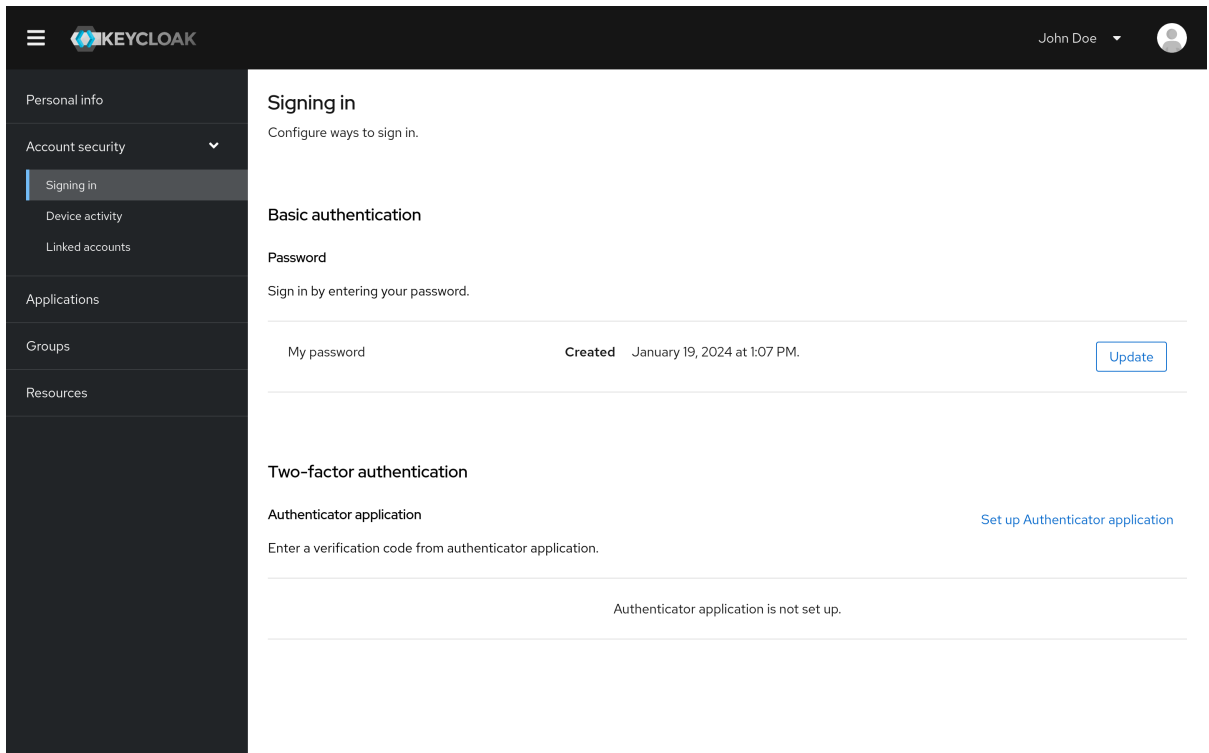 KEYCLOAK
John Doe
Personal info
Account security
Signing in
Device activity
Linked accounts
Applications
Groups
Resources
Signing in
Configure ways to sign in.
Basic authentication
Password
Sign in by entering your password.
My password Created January 19, 2024 at 1:07 PM. Update
Two-factor authentication
Authenticator application
Set up Authenticator application
Enter a verification code from authenticator application.
Authenticator application is not set up.